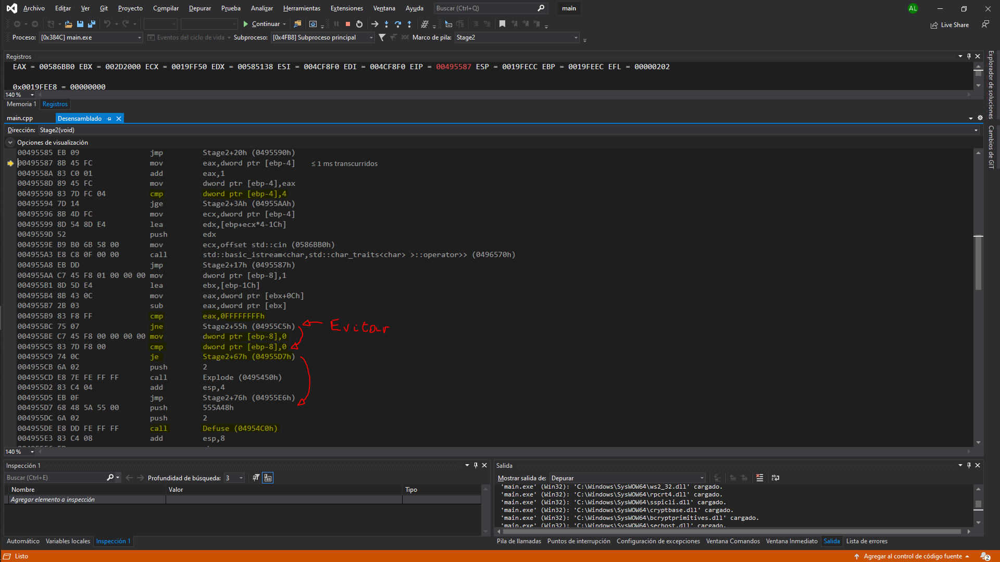 Archivo Editar Ver Git Proyecto Compilar Depurar Prueba Analizar Herramientas Extensiones Ventana Ayuda Buscar (Ctrl+Q) main AL
Continuar Live Share
Proceso: [0x384C] main.exe Eventos del ciclo de vida Subproceso: [0x4FB8] Subproceso principal Marco de pila: Stage2
Registros
EAX = 00586BB0 EBX = 002D2000 ECX = 0019FF50 EDX = 00585138 ESI = 004CF8F0 EDI = 004CF8F0 EIP = 00495587 ESP = 0019FECC EBP = 0019FEEC EFL = 00000202
0x0019FEE8 = 00000000
140 %
Memoria 1 Registros
main.cpp Desensamblado
Dirección: Stage2(void)
Opciones de visualización
00495585 EB 09 jmp Stage2+20h (0495590h)
00495587 8B 45 FC mov eax,dword ptr [ebp-4] ≤ 1 ms transcurridos
0049558A 83 C0 01 add eax,1
0049558D 89 45 FC mov dword ptr [ebp-4],eax
00495590 83 7D FC 04 cmp dword ptr [ebp-4],4
00495594 7D 14 jge Stage2+3Ah (04955AAh)
00495596 8B 4D FC mov ecx,dword ptr [ebp-4]
00495599 8D 54 8D E4 lea edx,[ebp+ecx*4-1Ch]
0049559D 52 push edx
0049559E B9 B0 6B 58 00 mov ecx,offset std::cin (0586BB0h)
004955A3 E8 C8 0F 00 00 call std::basic_istream<char,std::char_traits<char> >::operator>> (0496570h)
004955A8 EB DD jmp Stage2+17h (0495587h)
004955AA C7 45 F8 01 00 00 00 mov dword ptr [ebp-8],1
004955B1 8D 5D E4 lea ebx,[ebp-1Ch]
004955B4 8B 43 0C mov eax,dword ptr [ebx+0Ch]
004955B7 2B 03 sub eax,dword ptr [ebx]
004955B9 83 F8 FF cmp eax,0FFFFFFFFh
004955BC 75 07 jne Stage2+55h (04955C5h) Evitar
004955BE C7 45 F8 00 00 00 00 mov dword ptr [ebp-8],0
004955C5 83 7D F8 00 cmp dword ptr [ebp-8],0
004955C9 74 0C je Stage2+67h (04955D7h)
004955CB 6A 02 push 2
004955CD E8 7E FE FF FF call Explode (0495450h)
004955D2 83 C4 04 add esp,4
004955D5 EB 0F jmp Stage2+76h (04955E6h)
004955D7 68 48 5A 55 00 push 555A48h
004955DC 6A 02 push 2
004955DE E8 DD FE FF FF call Defuse (04954C0h)
004955E3 83 C4 08 add esp,8
140 %
Inspección 1
Buscar (Ctrl+E) Profundidad de búsqueda: 3
Nombre Valor Tipo
Agregar elemento a inspección
Automático Variables locales Inspección 1
Salida
Mostrar salida de: Depurar
'main.exe' (Win32): 'C:\Windows\SysWOW64\ws2_32.dll' cargado.
'main.exe' (Win32): 'C:\Windows\SysWOW64\rpcrt4.dll' cargado.
'main.exe' (Win32): 'C:\Windows\SysWOW64\sspicli.dll' cargado.
'main.exe' (Win32): 'C:\Windows\SysWOW64\cryptbase.dll' cargado.
'main.exe' (Win32): 'C:\Windows\SysWOW64\bcryptprimitives.dll' cargado.
'main.exe' (Win32): 'C:\Windows\SysWOW64\sechost.dll' cargado.
Pila de llamadas Puntos de interrupción Configuración de excepciones Ventana Comandos Ventana Inmediato Salida Lista de errores
Explorador de soluciones
Cambios de GIT
Listo Agregar al control de código fuente 2